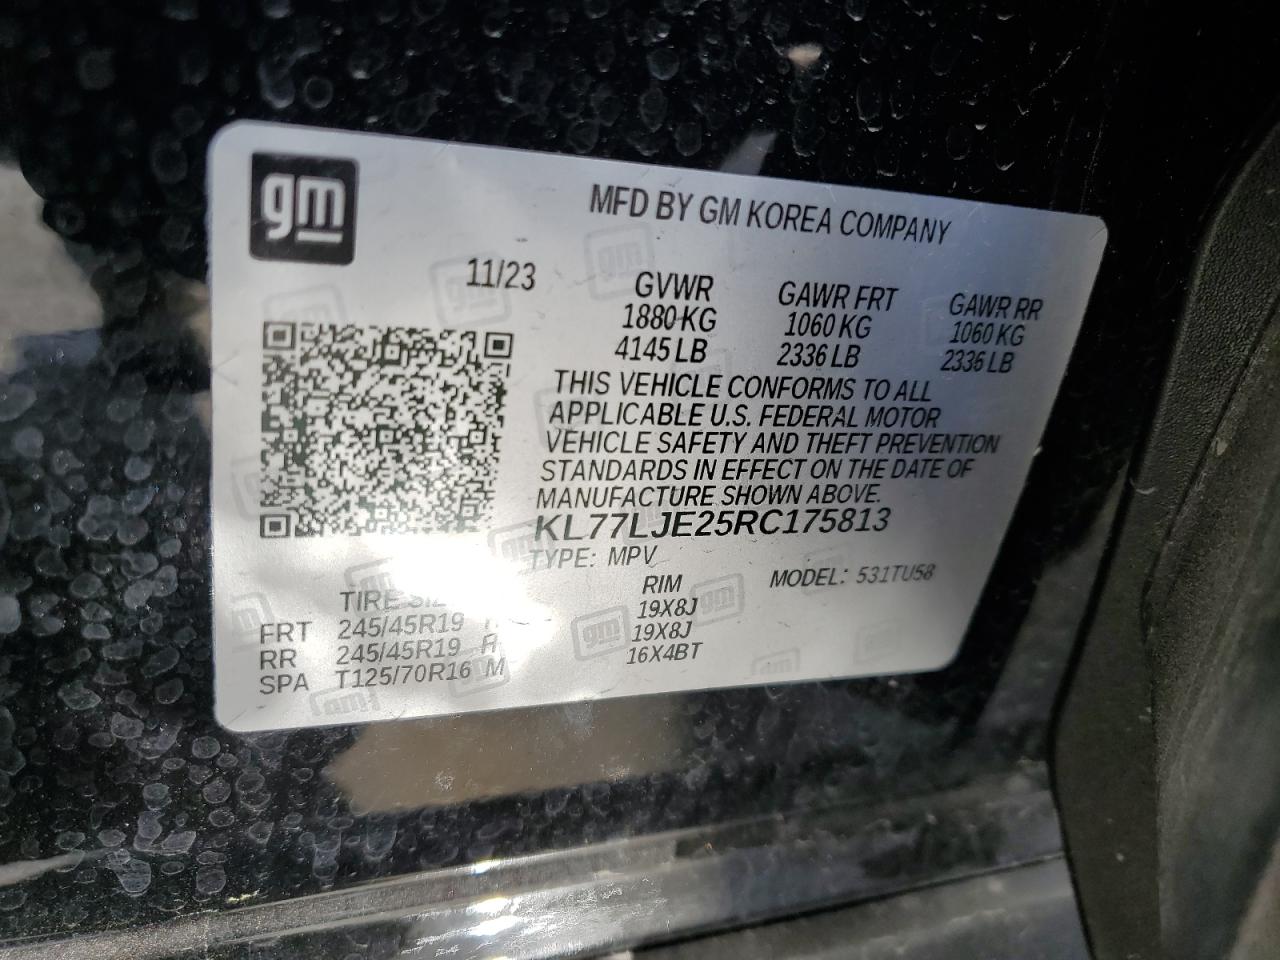 gm
MFD BY GM KOREA COMPANY
11/23
GVWR GAWR FRT GAWR RR
1880 KG 1060 KG 1060 KG
4145 LB 2336 LB 2336 LB
THIS VEHICLE CONFORMS TO ALL
APPLICABLE U.S. FEDERAL MOTOR
VEHICLE SAFETY AND THEFT PREVENTION
STANDARDS IN EFFECT ON THE DATE OF
MANUFACTURE SHOWN ABOVE.
KL77LJE25RC175813
TYPE: MPV
MODEL: 531TU58
TIRE RIM
FRT 245/45R19 19X8J
RR 245/45R19 H 19X8J
SPA T125/70R16 M 16X4BT